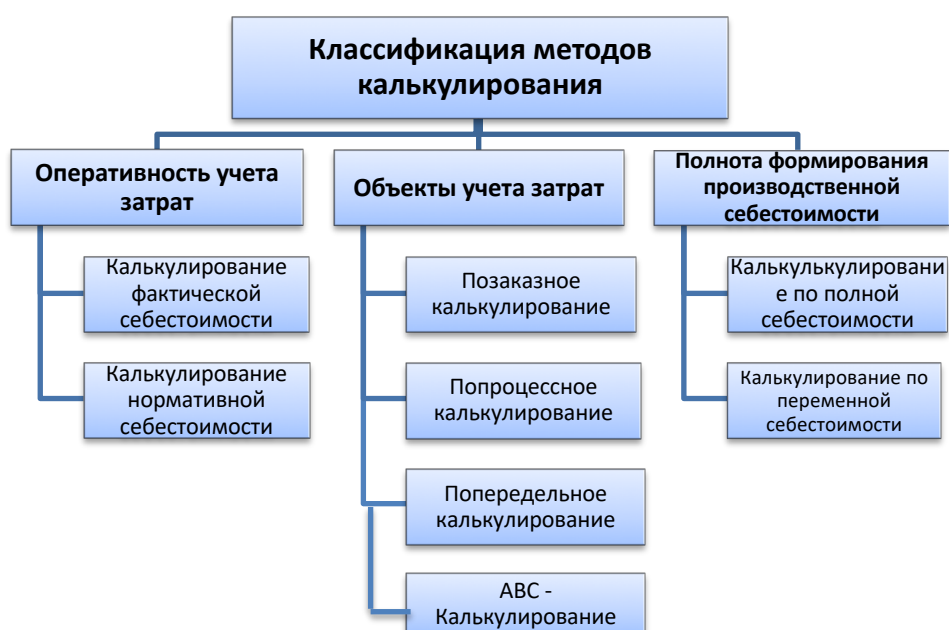 Классификация методов
калькулирования
Оперативность учета
затрат
Калькулирование
фактической
себестоимости
Калькулирование
нормативной
себестоимости
Объекты учета затрат
Позаказное
калькулирование
Попроцессное
калькулирование
Попередельное
калькулирование
АВС -
Калькулирование
Полнота формирования
производственной
себестоимости
Калькулькулировани
е по полной
себестоимости
Калькулирование по
переменной
себестоимости